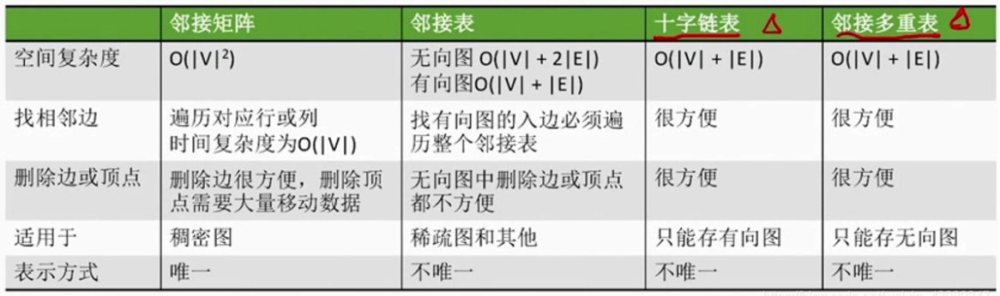 邻接矩阵 邻接表 十字链表 邻接多重表
空间复杂度 O(|V|²) 无向图 O(|V| + 2|E|) O(|V| + |E|) O(|V| + |E|)
有向图O(|V| + |E|)
找相邻边 遍历对应行或列 找有向图的入边必须遍 很方便 很方便
时间复杂度为O(|V|) 历整个邻接表
删除边或顶点 删除边很方便，删除顶 无向图中删除边或顶点 很方便 很方便
点需要大量移动数据 都不方便
适用于 稠密图 稀疏图和其他 只能存有向图 只能存无向图
表示方式 唯一 不唯一 不唯一 不唯一